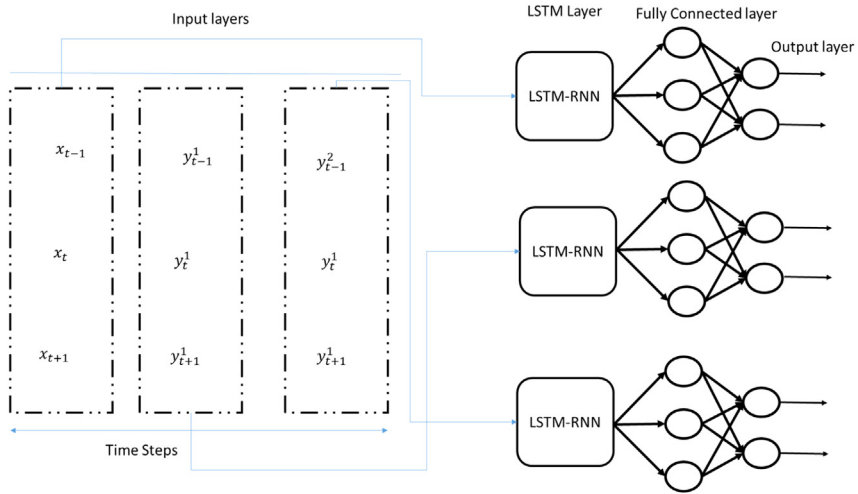 Input layers
LSTM Layer
Fully Connected layer
Output layer
x_{t-1}
y^1_{t-1}
y^2_{t-1}
x_t
y^1_t
y^1_t
x_{t+1}
y^1_{t+1}
y^1_{t+1}
Time Steps
LSTM-RNN
LSTM-RNN
LSTM-RNN